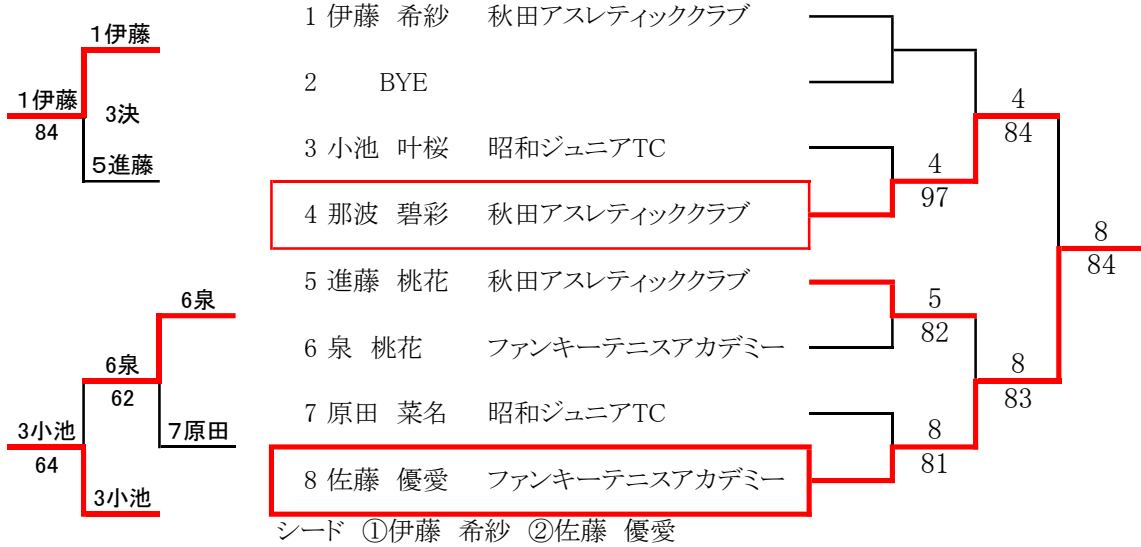 1 伊藤 希紗 秋田アスレティッククラブ
2 BYE
3 小池 叶桜 昭和ジュニアTC
4 那波 碧彩 秋田アスレティッククラブ
5 進藤 桃花 秋田アスレティッククラブ
6 泉 桃花 ファンキーテニスアカデミー
7 原田 菜名 昭和ジュニアTC
8 佐藤 優愛 ファンキーテニスアカデミー
シード ①伊藤 希紗 ②佐藤 優愛
1伊藤
1伊藤
84
3決
5進藤
6泉
6泉
62
7原田
3小池
64
3小池
4
97
4
84
5
82
8
81
8
83
8
84